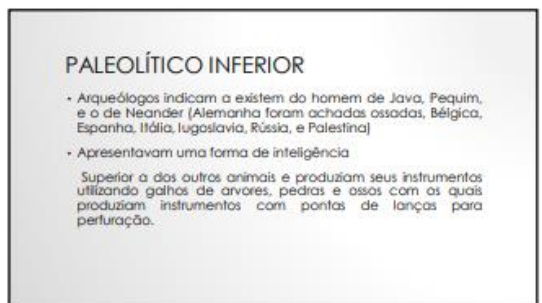 PALEOLÍTICO INFERIOR
• Arqueólogos indicam a existem do homem de Java, Pequim,
e o de Neander (Alemanha foram achadas ossadas, Bélgica,
Espanha, Itália, Iugoslavia, Rússia, e Palestina)
• Apresentavam uma forma de inteligência
Superior a dos outros animais e produziam seus instrumentos
utilizando galhos de arvores, pedras e ossos com os quais
produziam instrumentos com pontas de lanças para
perfuração.